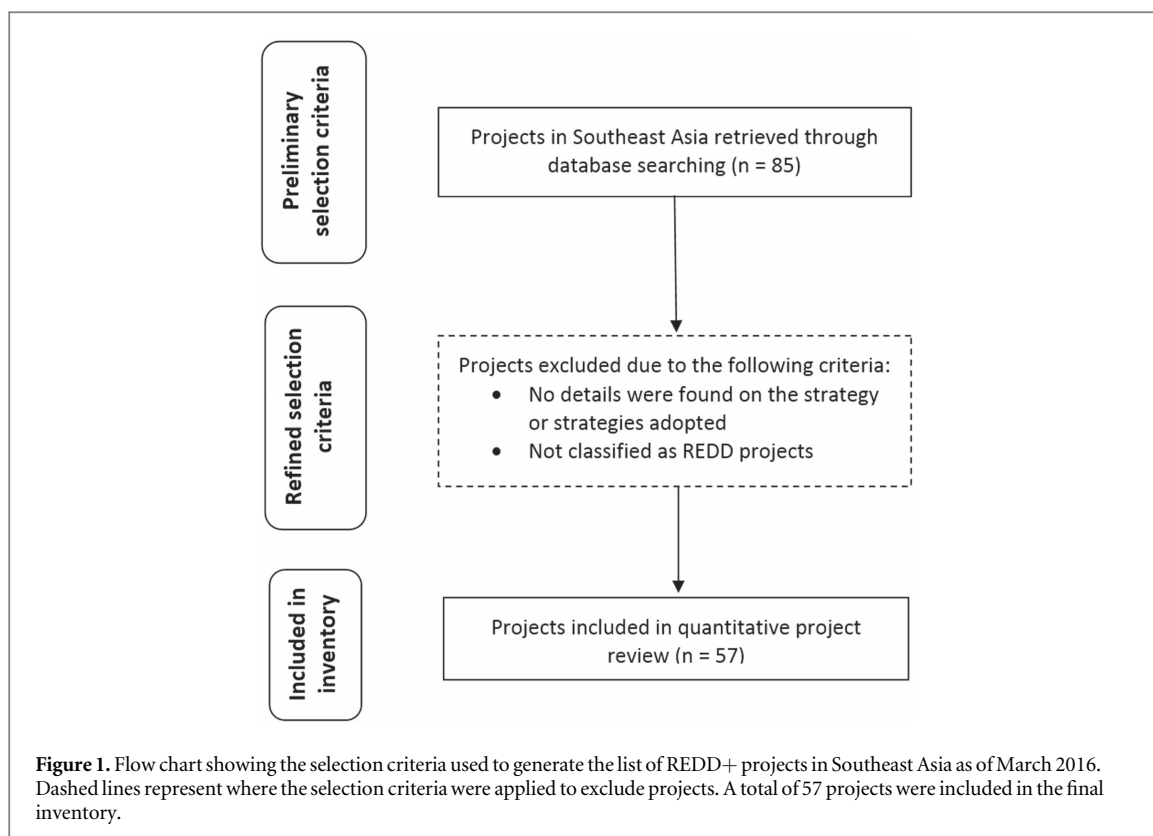 Preliminary
selection criteria
Projects in Southeast Asia retrieved through
database searching (n = 85)
Refined selection
criteria
Projects excluded due to the following criteria:
• No details were found on the strategy
or strategies adopted
• Not classified as REDD projects
Included in
inventory
Projects included in quantitative project
review (n = 57)
Figure 1. Flow chart showing the selection criteria used to generate the list of REDD+ projects in Southeast Asia as of March 2016.
Dashed lines represent where the selection criteria were applied to exclude projects. A total of 57 projects were included in the final
inventory.